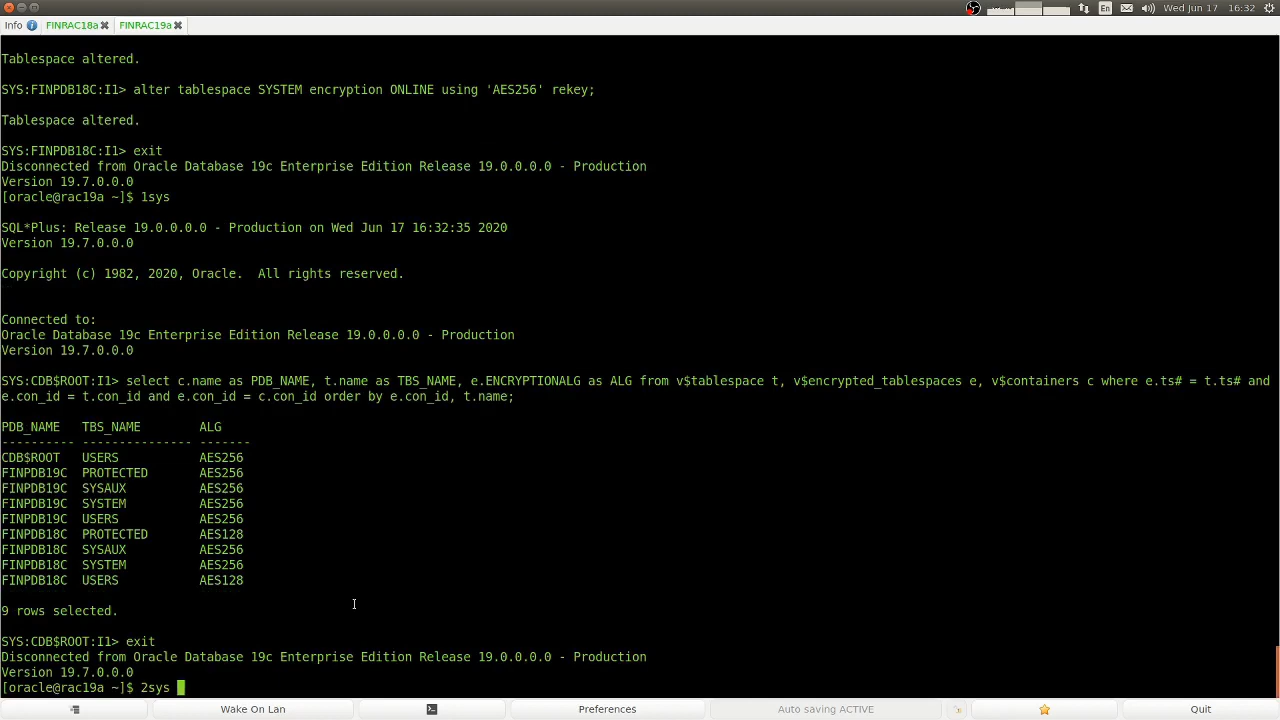 En Wed Jun 17 16:32
Info FINRAC18a FINRAC19a
Tablespace altered.
SYS:FINPDB18C:I1> alter tablespace SYSTEM encryption ONLINE using 'AES256' rekey;
Tablespace altered.
SYS:FINPDB18C:I1> exit
Disconnected from Oracle Database 19c Enterprise Edition Release 19.0.0.0.0 - Production
Version 19.7.0.0.0
[oracle@rac19a ~]$ 1sys
SQL*Plus: Release 19.0.0.0.0 - Production on Wed Jun 17 16:32:35 2020
Version 19.7.0.0.0
Copyright (c) 1982, 2020, Oracle.  All rights reserved.
Connected to:
Oracle Database 19c Enterprise Edition Release 19.0.0.0.0 - Production
Version 19.7.0.0.0
SYS:CDB$ROOT:I1> select c.name as PDB_NAME, t.name as TBS_NAME, e.ENCRYPTIONALG as ALG from v$tablespace t, v$encrypted_tablespaces e, v$containers c where e.ts# = t.ts# and
e.con_id = t.con_id and e.con_id = c.con_id order by e.con_id, t.name;
PDB_NAME   TBS_NAME        ALG
---------- --------------- -------
CDB$ROOT   USERS           AES256
FINPDB19C  PROTECTED       AES256
FINPDB19C  SYSAUX          AES256
FINPDB19C  SYSTEM          AES256
FINPDB19C  USERS           AES256
FINPDB18C  PROTECTED       AES128
FINPDB18C  SYSAUX          AES256
FINPDB18C  SYSTEM          AES256
FINPDB18C  USERS           AES128
9 rows selected.
SYS:CDB$ROOT:I1> exit
Disconnected from Oracle Database 19c Enterprise Edition Release 19.0.0.0.0 - Production
Version 19.7.0.0.0
[oracle@rac19a ~]$ 2sys
Wake On Lan Preferences Auto saving ACTIVE Quit